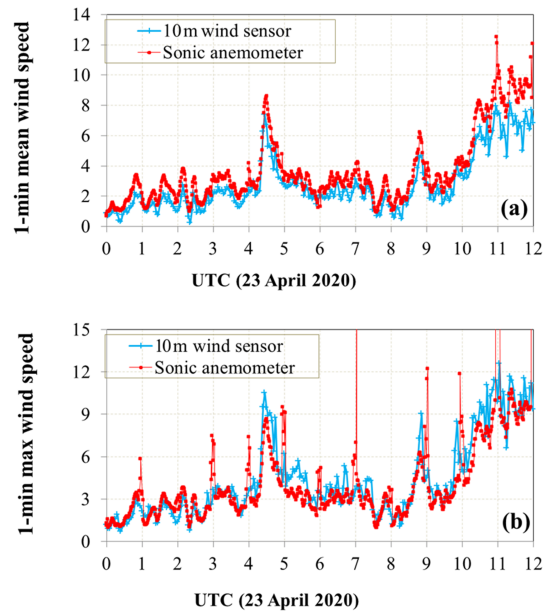 14
12
10
8
6
4
2
0
1-min mean wind speed
10m wind sensor
Sonic anemometer
(a)
0 1 2 3 4 5 6 7 8 9 10 11 12
UTC (23 April 2020)
15
12
9
6
3
0
1-min max wind speed
10m wind sensor
Sonic anemometer
(b)
0 1 2 3 4 5 6 7 8 9 10 11 12
UTC (23 April 2020)